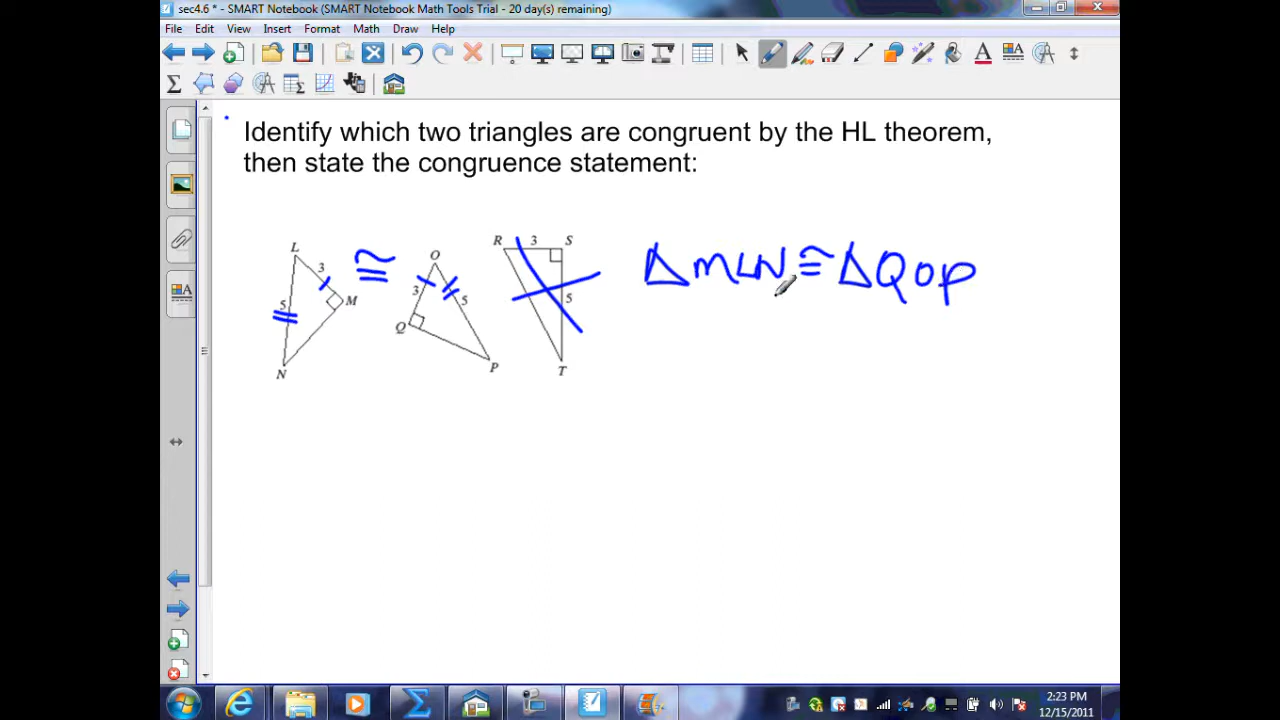 sec4.6 * - SMART Notebook (SMART Notebook Math Tools Trial - 20 day(s) remaining)
File Edit View Insert Format Math Draw Help
Identify which two triangles are congruent by the HL theorem,
then state the congruence statement:
L 3 M 5 N
≅
O 3 5 Q P
R 3 S 5 T
△MLN ≅ △QOP
2:23 PM
12/15/2011